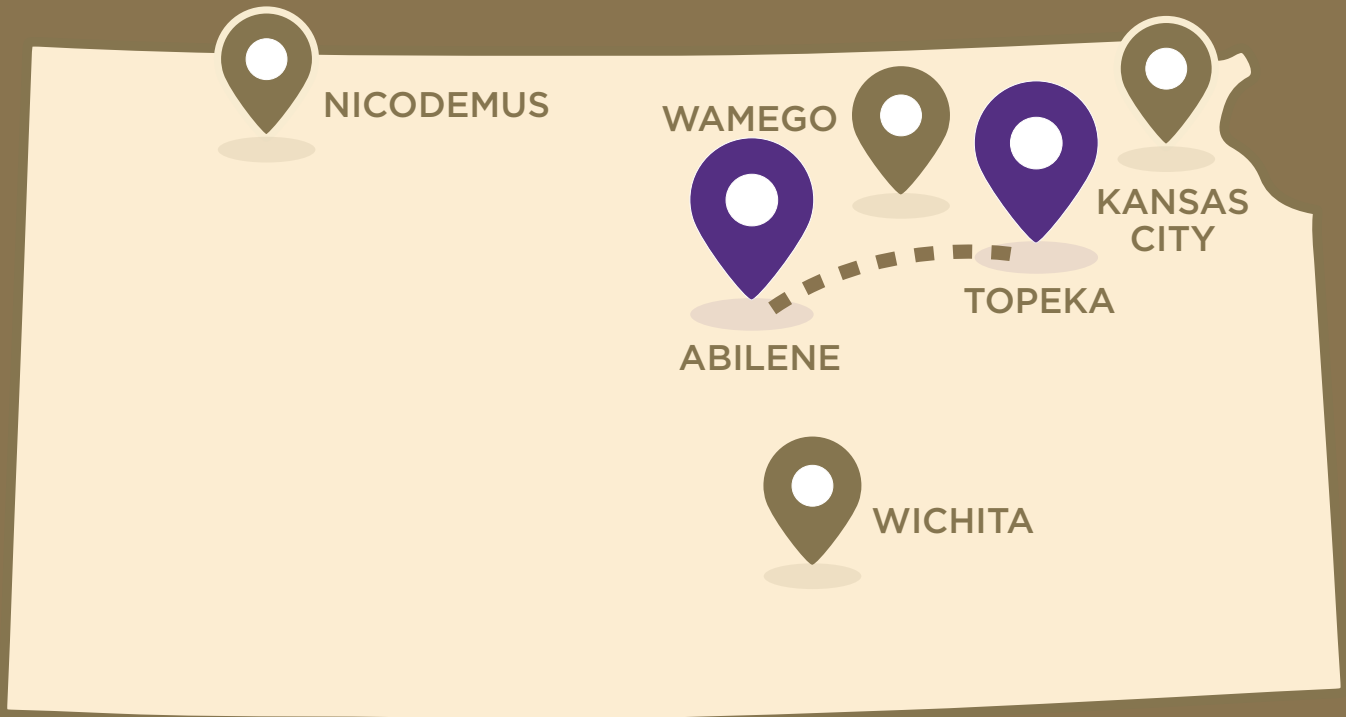 NICODEMUS
WAMEGO
KANSAS
CITY
TOPEKA
ABILENE
WICHITA